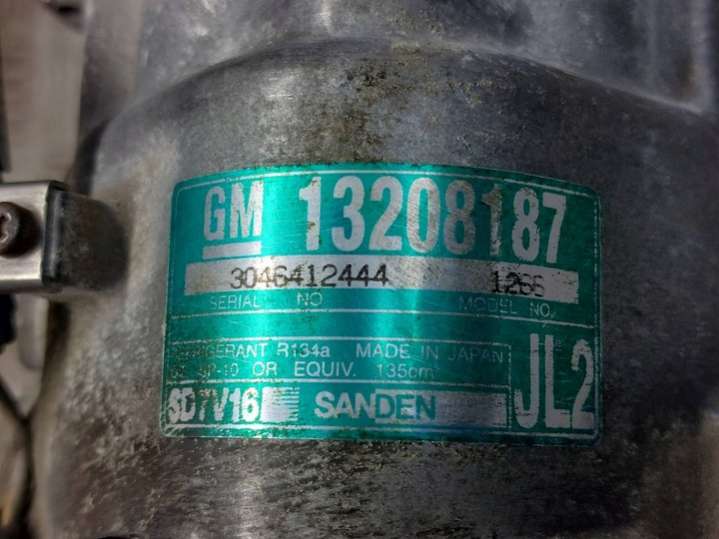 GM 13208187
3046412444 1266
SERIAL NO MODEL NO.
REFRIGERANT R134a MADE IN JAPAN
SP-10 OR EQUIV. 135cm³
SD7V16 SANDEN JL2